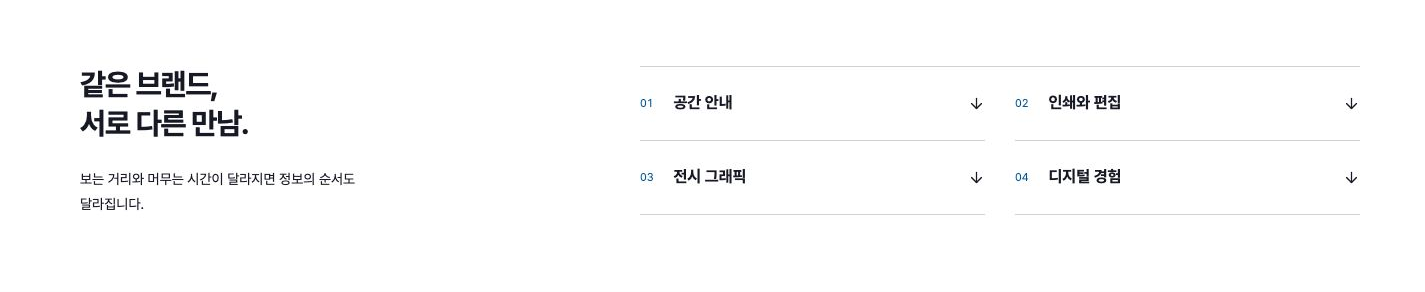 같은 브랜드,
서로 다른 만남.
보는 거리와 머무는 시간이 달라지면 정보의 순서도
달라집니다.
01 공간 안내
02 인쇄와 편집
03 전시 그래픽
04 디지털 경험